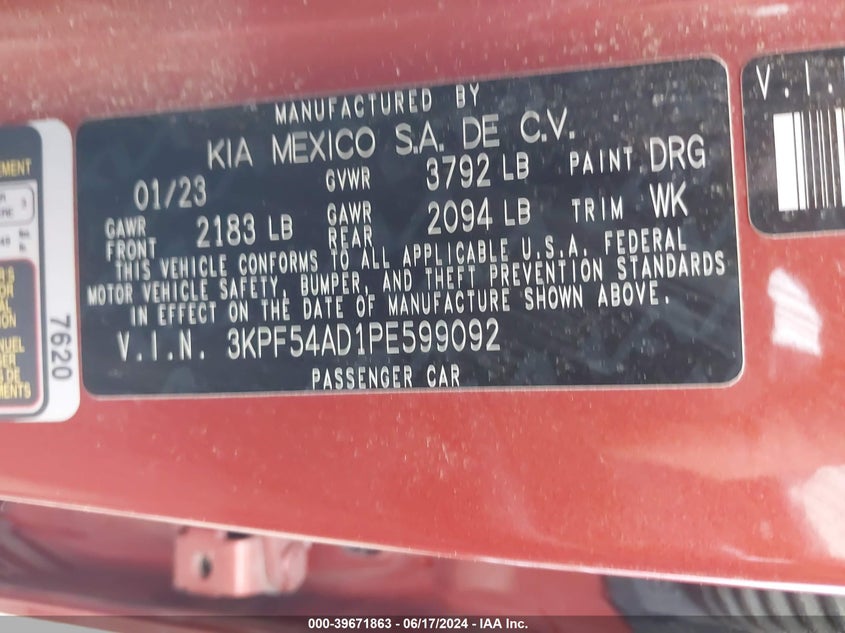 MANUFACTURED BY
KIA MEXICO S.A. DE C.V.
01/23 GVWR 3792 LB PAINT DRG
GAWR FRONT 2183 LB GAWR REAR 2094 LB TRIM WK
THIS VEHICLE CONFORMS TO ALL APPLICABLE U.S.A. FEDERAL
MOTOR VEHICLE SAFETY, BUMPER, AND THEFT PREVENTION STANDARDS
IN EFFECT ON THE DATE OF MANUFACTURE SHOWN ABOVE.
V.I.N. 3KPF54AD1PE599092
PASSENGER CAR
7620
V.I.
000-39671863 - 06/17/2024 - IAA Inc.